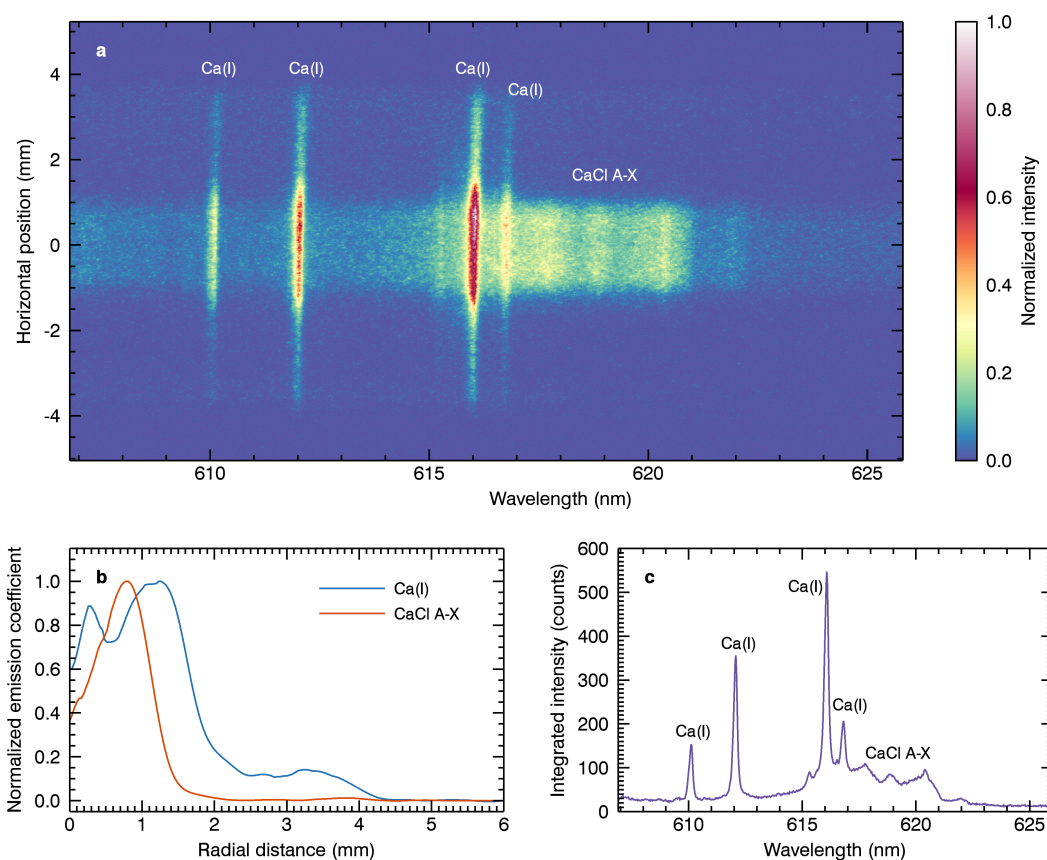 a
Ca(I)
Ca(I)
Ca(I)
Ca(I)
CaCl A-X
4
2
0
-2
-4
Horizontal position (mm)
610
615
620
625
Wavelength (nm)
1.0
0.8
0.6
0.4
0.2
0.0
Normalized intensity
b
Ca(I)
CaCl A-X
1.0
0.8
0.6
0.4
0.2
0.0
Normalized emission coefficient
0 1 2 3 4 5 6
Radial distance (mm)
c
Ca(I)
Ca(I)
Ca(I)
Ca(I)
CaCl A-X
600
500
400
300
200
100
0
Integrated intensity (counts)
610
615
620
625
Wavelength (nm)